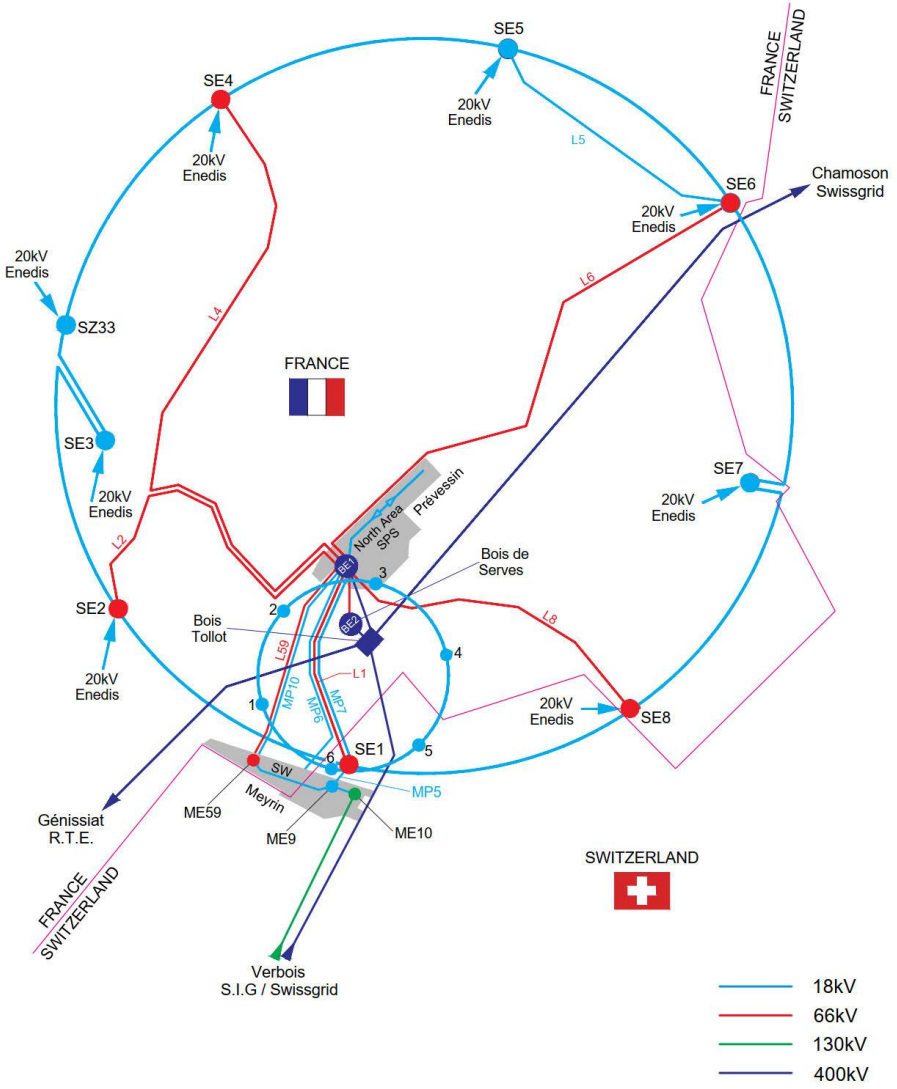 SE5
FRANCE
SWITZERLAND
SE4
20kV
Enedis
L5
20kV
Enedis
Chamoson
Swissgrid
SE6
20kV
Enedis
20kV
Enedis
L6
L4
SZ33
FRANCE
SE3
20kV
Enedis
SE7
20kV
Enedis
Prévessin
North Area
SPS
L2
BE1
Bois de
Serves
3
SE2
2
BE2
Bois
Tollot
L8
L59
4
20kV
Enedis
L1
MP10
MP7
MP6
1
20kV
Enedis
SE8
5
SE1
6
SW
MP5
Meyrin
ME59
ME9
ME10
Génissiat
R.T.E.
SWITZERLAND
FRANCE
SWITZERLAND
Verbois
S.I.G / Swissgrid
18kV
66kV
130kV
400kV